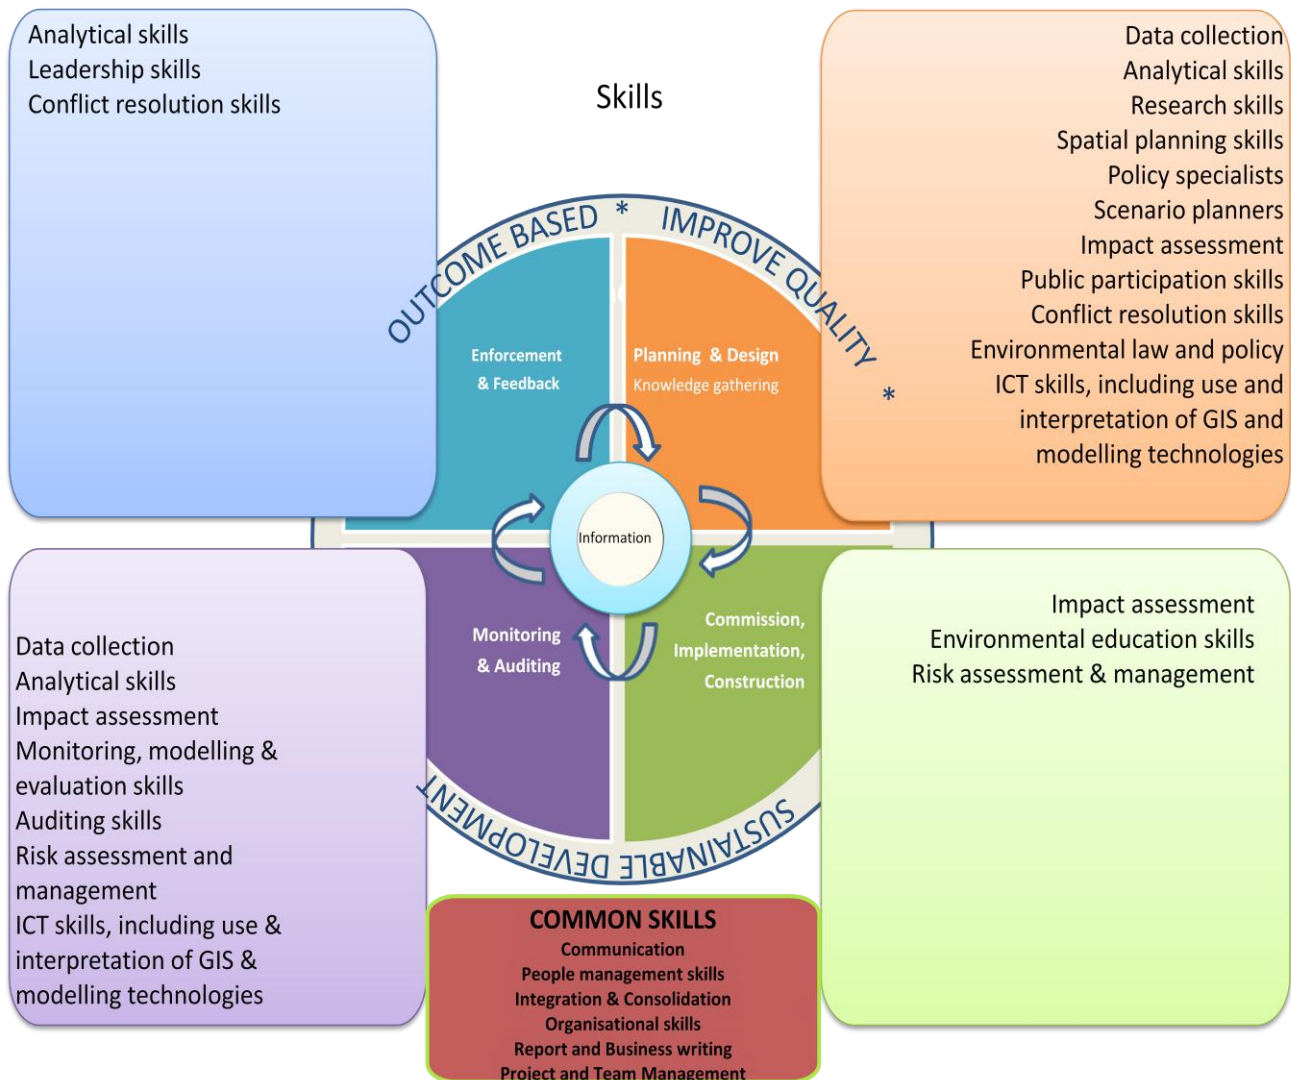 Skills
Analytical skills
Leadership skills
Conflict resolution skills
Data collection
Analytical skills
Research skills
Spatial planning skills
Policy specialists
Scenario planners
Impact assessment
Public participation skills
Conflict resolution skills
Environmental law and policy
ICT skills, including use and
interpretation of GIS and
modelling technologies
OUTCOME BASED * IMPROVE QUALITY *
Enforcement
& Feedback
Planning & Design
Knowledge gathering
Information
Monitoring
& Auditing
Commission,
Implementation,
Construction
SUSTAINABLE DEVELOPMENT
Data collection
Analytical skills
Impact assessment
Monitoring, modelling &
evaluation skills
Auditing skills
Risk assessment and
management
ICT skills, including use &
interpretation of GIS &
modelling technologies
Impact assessment
Environmental education skills
Risk assessment & management
COMMON SKILLS
Communication
People management skills
Integration & Consolidation
Organisational skills
Report and Business writing
Project and Team Management